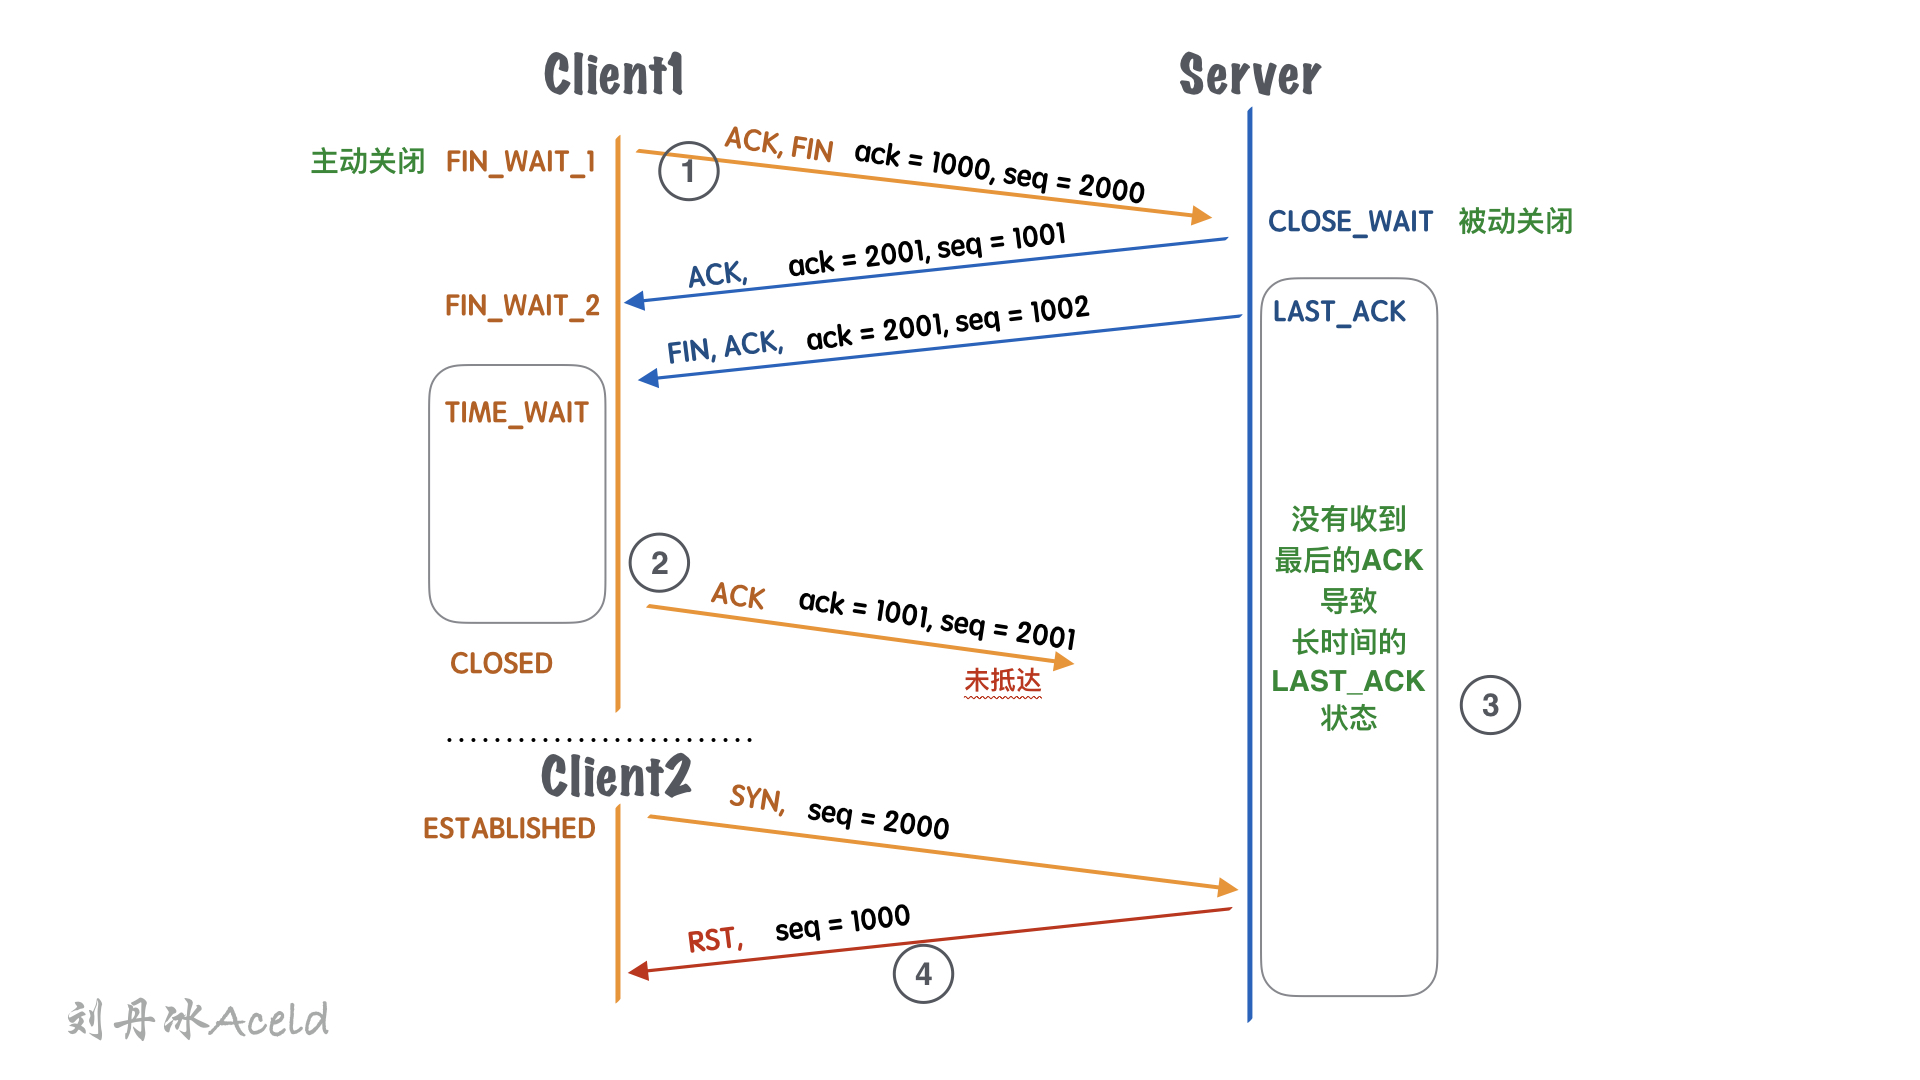 Client1
Server
主动关闭 FIN_WAIT_1
1
ACK, FIN ack = 1000, seq = 2000
CLOSE_WAIT 被动关闭
ACK, ack = 2001, seq = 1001
FIN_WAIT_2
LAST_ACK
FIN, ACK, ack = 2001, seq = 1002
TIME_WAIT
2
ACK ack = 1001, seq = 2001
未抵达
没有收到
最后的ACK
导致
长时间的
LAST_ACK
状态
3
CLOSED
Client2
ESTABLISHED
SYN, seq = 2000
RST, seq = 1000
4
刘丹冰Aceld